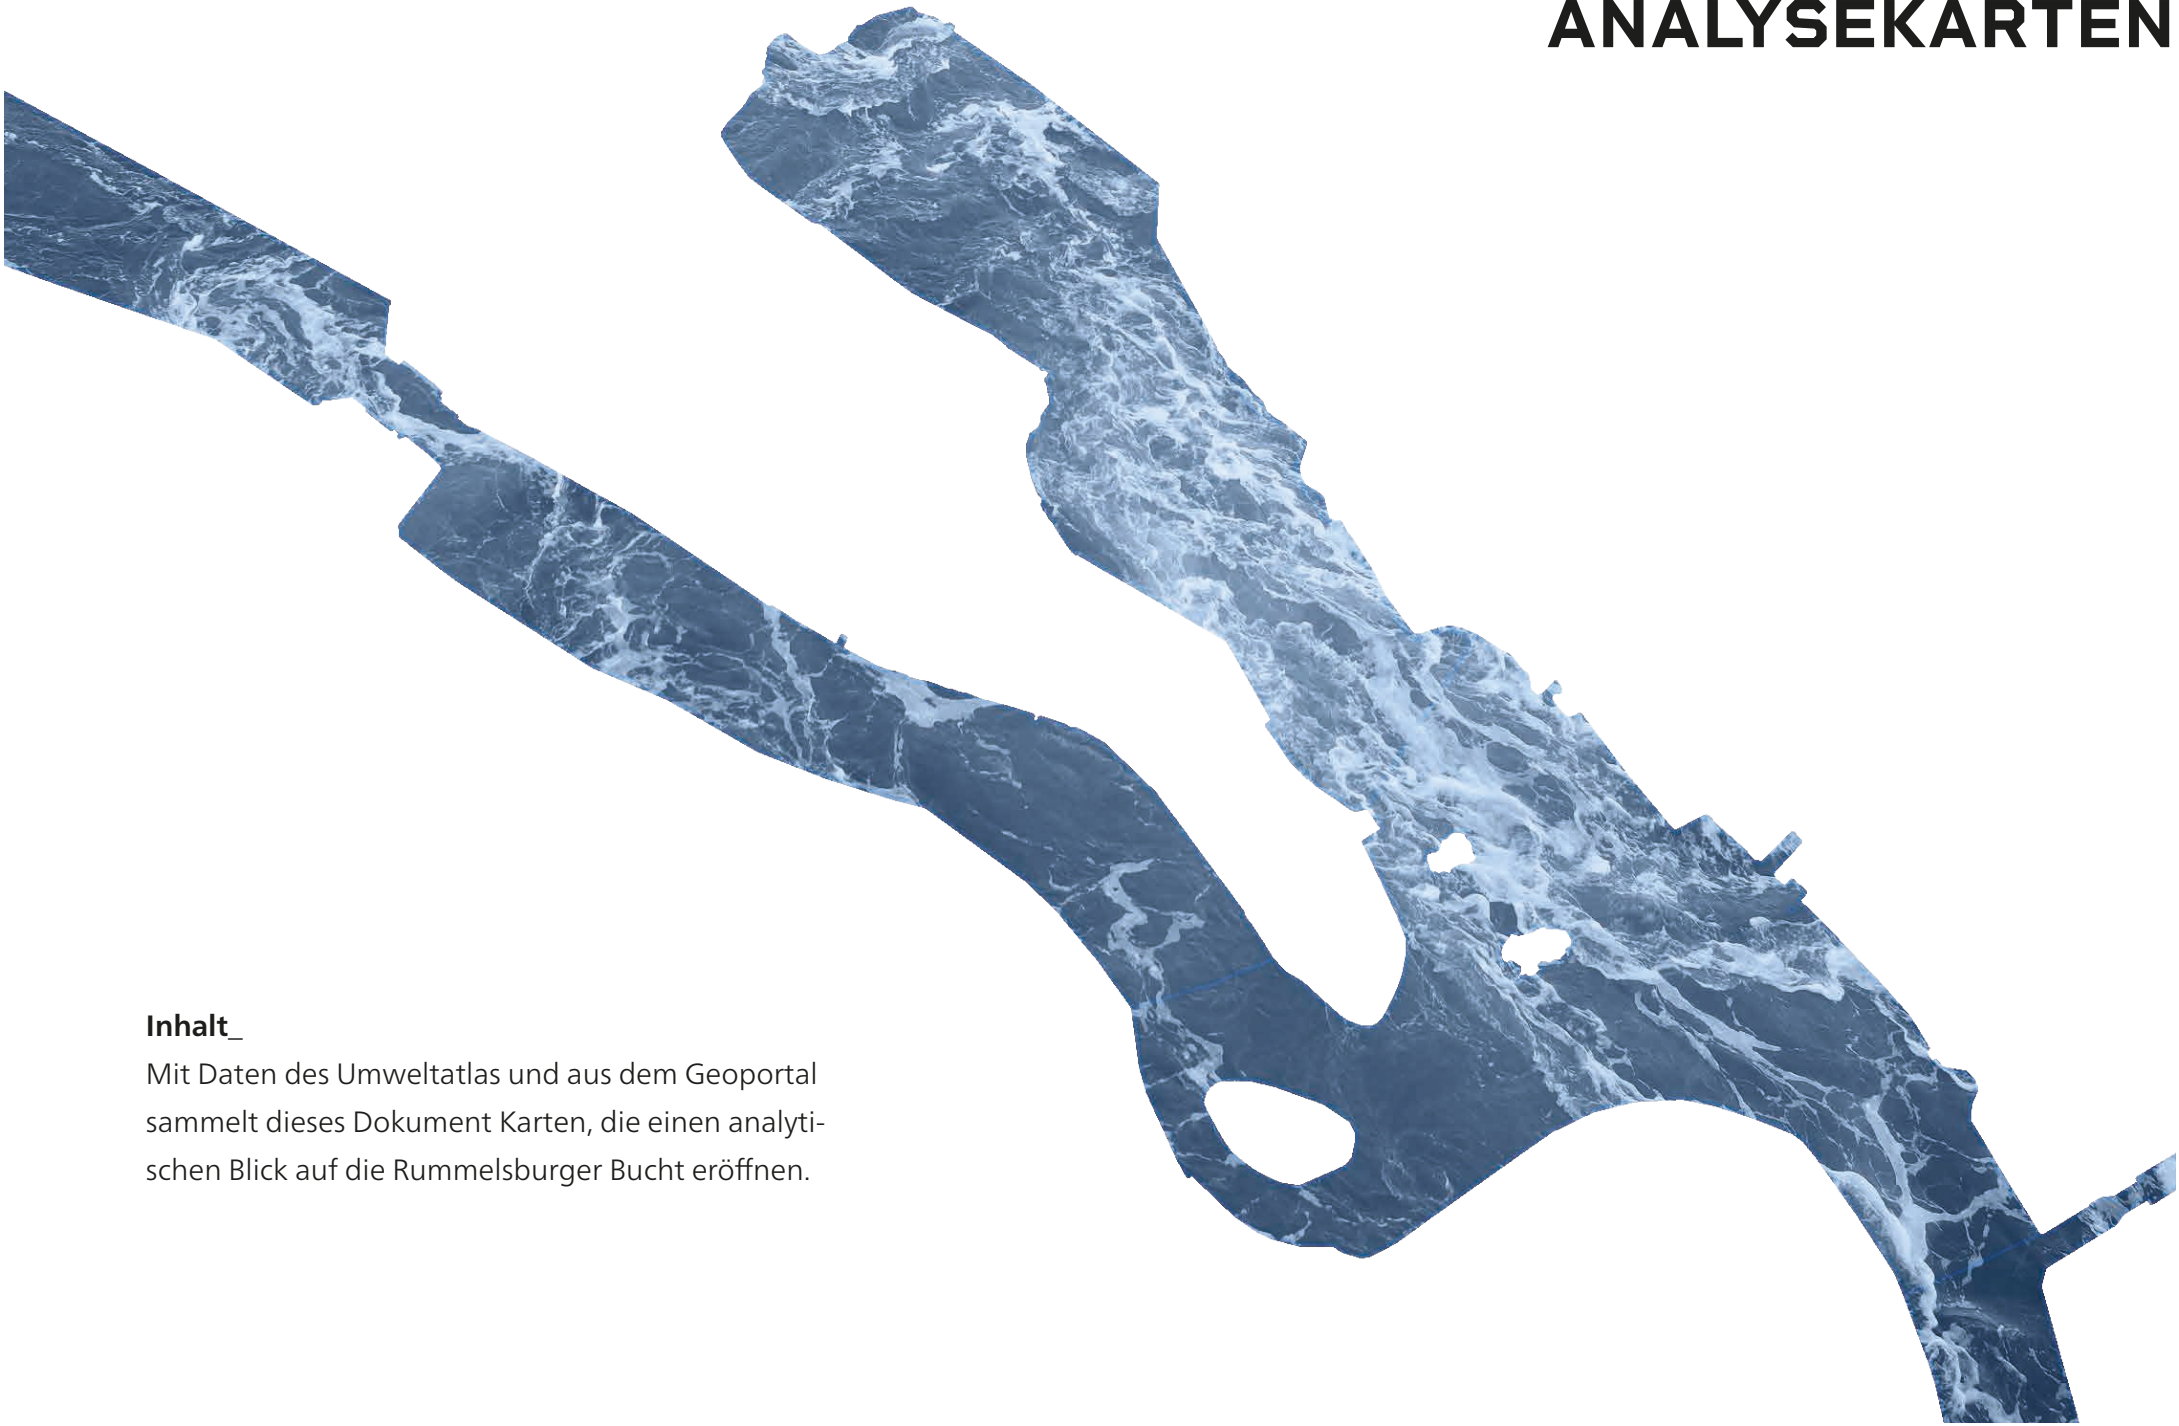 ANALYSEKARTEN
Inhalt_
Mit Daten des Umweltatlas und aus dem Geoportal
sammelt dieses Dokument Karten, die einen analyti-
schen Blick auf die Rummelsburger Bucht eröffnen.